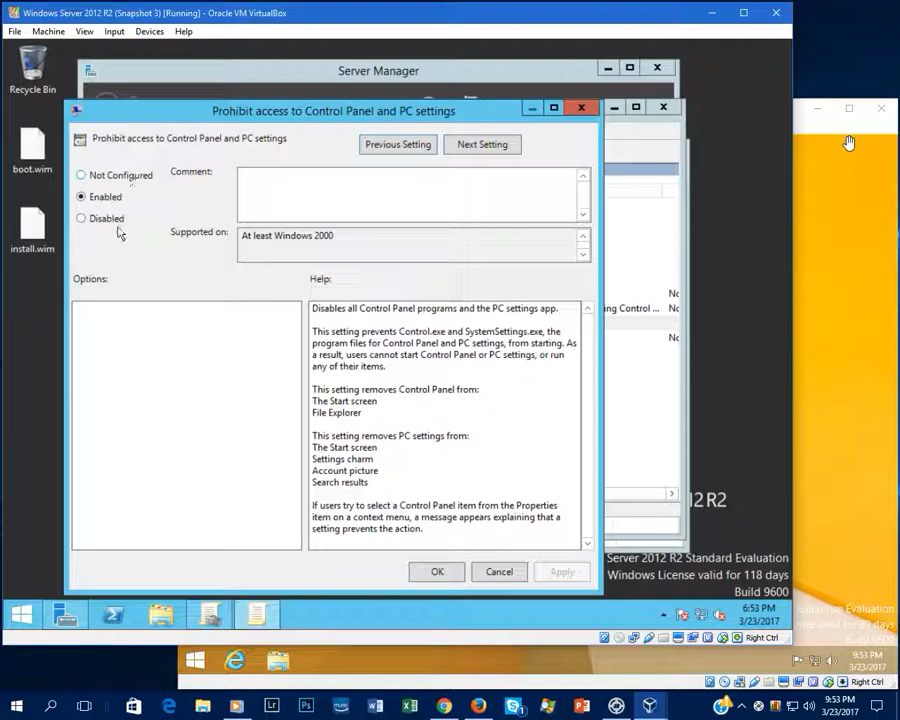 Windows Server 2012 R2 (Snapshot 3) [Running] - Oracle VM VirtualBox
File Machine View Input Devices Help
Recycle Bin
boot.wim
install.wim
Server Manager
Prohibit access to Control Panel and PC settings
Prohibit access to Control Panel and PC settings
Previous Setting
Next Setting
Not Configured
Enabled
Disabled
Comment:
Supported on:
At least Windows 2000
Options:
Help:
Disables all Control Panel programs and the PC settings app.
This setting prevents Control.exe and SystemSettings.exe, the
program files for Control Panel and PC settings, from starting. As
a result, users cannot start Control Panel or PC settings, or run
any of their items.
This setting removes Control Panel from:
The Start screen
File Explorer
This setting removes PC settings from:
The Start screen
Settings charm
Account picture
Search results
If users try to select a Control Panel item from the Properties
item on a context menu, a message appears explaining that a
setting prevents the action.
OK
Cancel
Apply
No
ing Control ... No
No
012 R2
Server 2012 R2 Standard Evaluation
Windows License valid for 118 days
Build 9600
6:53 PM
3/23/2017
Right Ctrl
Evaluation
days
9:53 PM
3/23/2017
Right Ctrl
9:53 PM
3/23/2017